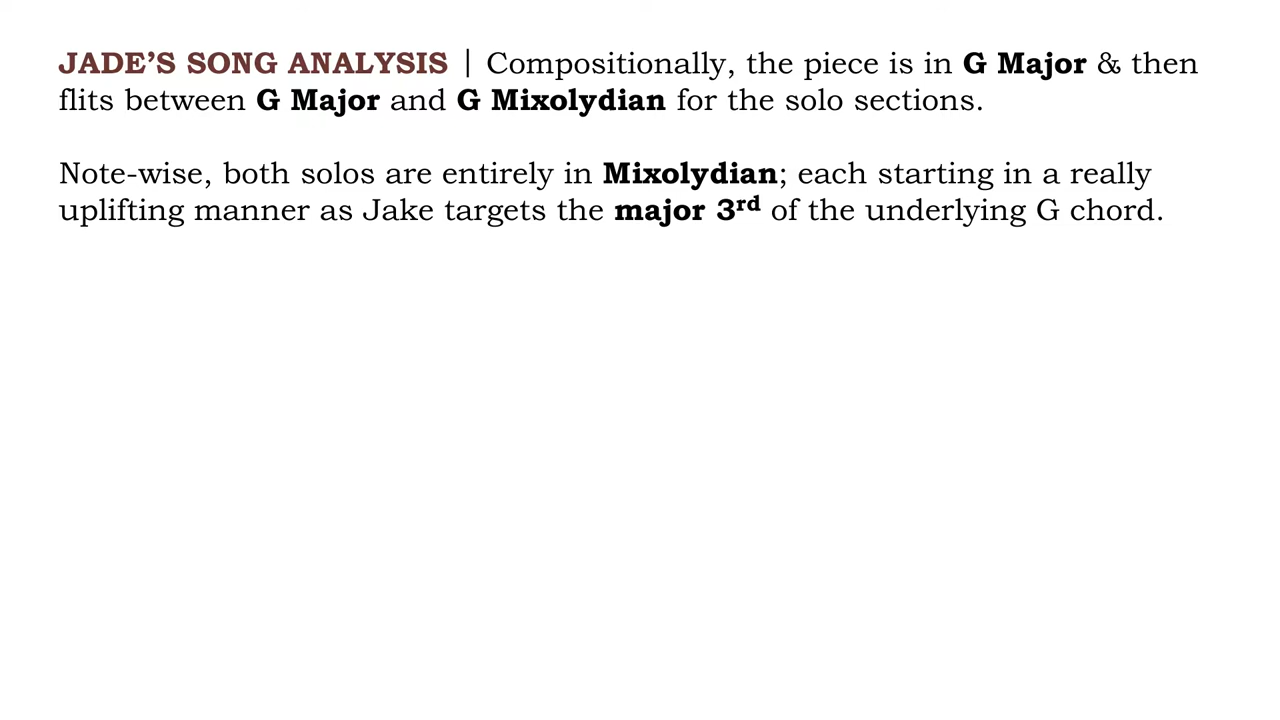 JADE’S SONG ANALYSIS | Compositionally, the piece is in G Major & then
flits between G Major and G Mixolydian for the solo sections.
Note-wise, both solos are entirely in Mixolydian; each starting in a really
uplifting manner as Jake targets the major 3rd of the underlying G chord.